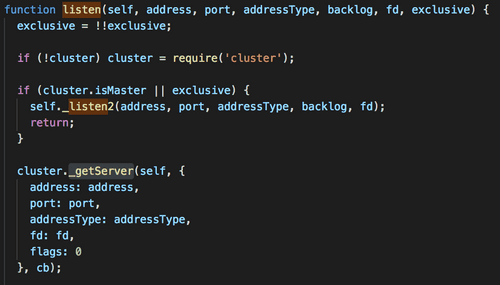 function listen(self, address, port, addressType, backlog, fd, exclusive) {
exclusive = !!exclusive;
if (!cluster) cluster = require('cluster');
if (cluster.isMaster || exclusive) {
self._listen2(address, port, addressType, backlog, fd);
return;
}
cluster._getServer(self, {
address: address,
port: port,
addressType: addressType,
fd: fd,
flags: 0
}, cb);